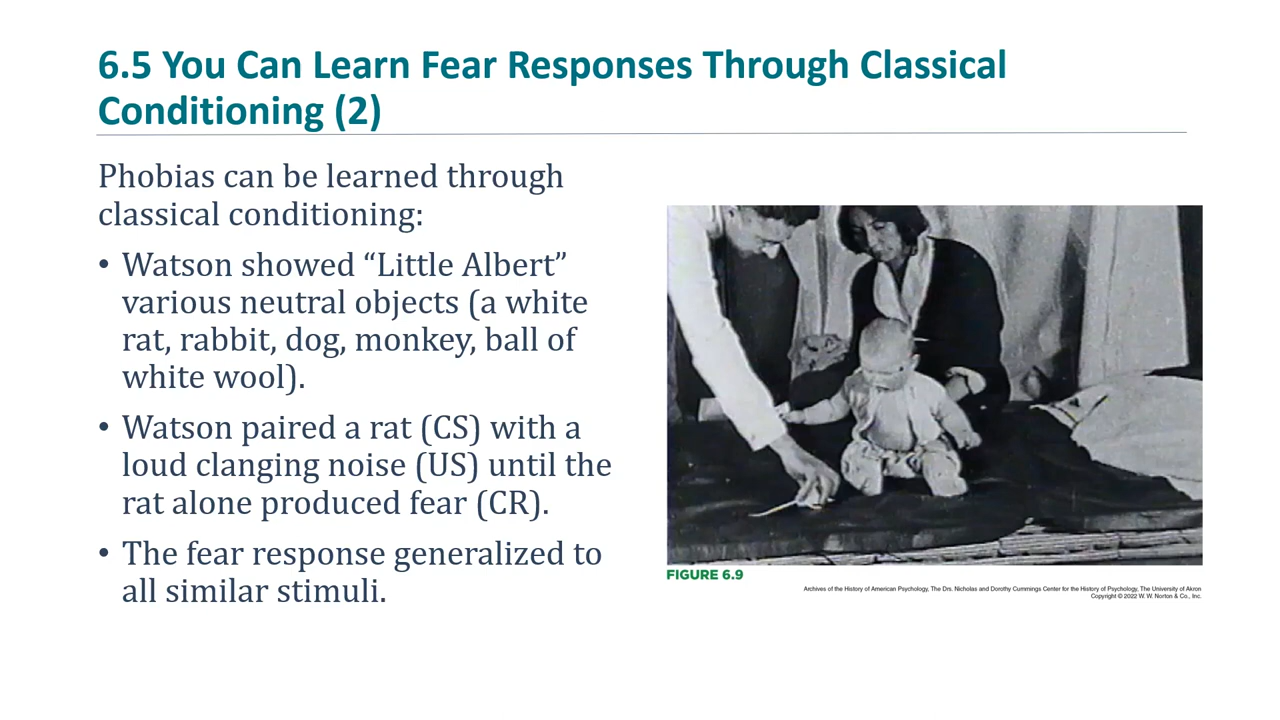 6.5 You Can Learn Fear Responses Through Classical
Conditioning (2)
Phobias can be learned through
classical conditioning:
• Watson showed “Little Albert”
various neutral objects (a white
rat, rabbit, dog, monkey, ball of
white wool).
• Watson paired a rat (CS) with a
loud clanging noise (US) until the
rat alone produced fear (CR).
• The fear response generalized to
all similar stimuli.
FIGURE 6.9
Archives of the History of American Psychology, The Drs. Nicholas and Dorothy Cummings Center for the History of Psychology, The University of Akron
Copyright © 2022 W. W. Norton & Co., Inc.